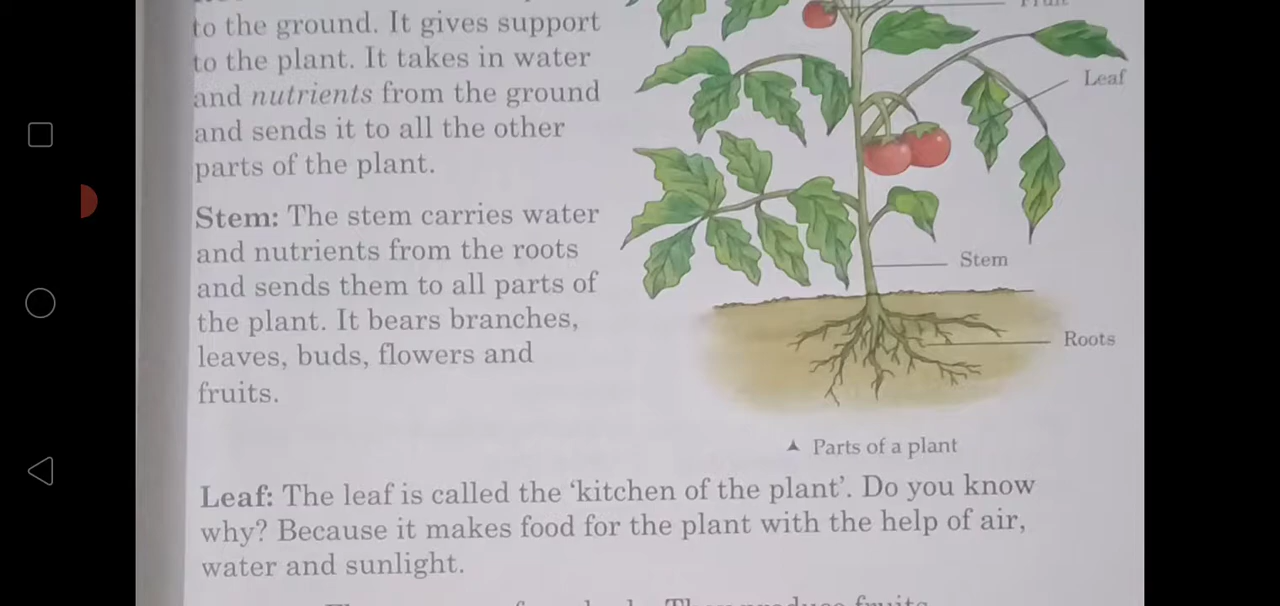 to the ground. It gives support
to the plant. It takes in water
and nutrients from the ground
and sends it to all the other
parts of the plant.
Stem: The stem carries water
and nutrients from the roots
and sends them to all parts of
the plant. It bears branches,
leaves, buds, flowers and
fruits.
Fruit
Leaf
Stem
Roots
▲ Parts of a plant
Leaf: The leaf is called the ‘kitchen of the plant’. Do you know
why? Because it makes food for the plant with the help of air,
water and sunlight.
fruits